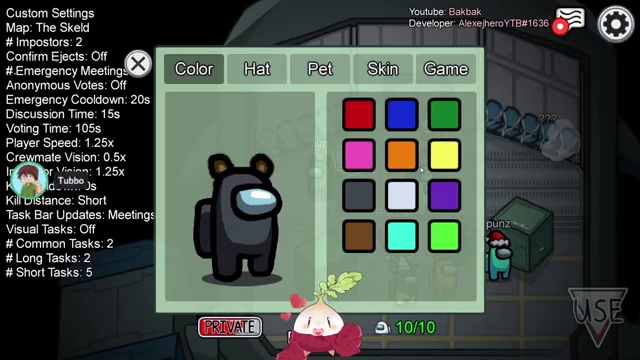 Custom Settings
Map: The Skeld
# Impostors: 2
Confirm Ejects: Off
# Emergency Meetings
Anonymous Votes: Off
Emergency Cooldown: 20s
Discussion Time: 15s
Voting Time: 105s
Player Speed: 1.25x
Crewmate Vision: 0.5x
Vision: 1.25x
Tubbo
Kill Distance: Short
Task Bar Updates: Meetings
Visual Tasks: Off
# Common Tasks: 2
# Long Tasks: 2
# Short Tasks: 5
Youtube: Bakbak
Developer: AlexejheroYTB#1636
Color
Hat
Pet
Skin
Game
???
punz
PRIVATE
10/10
USE